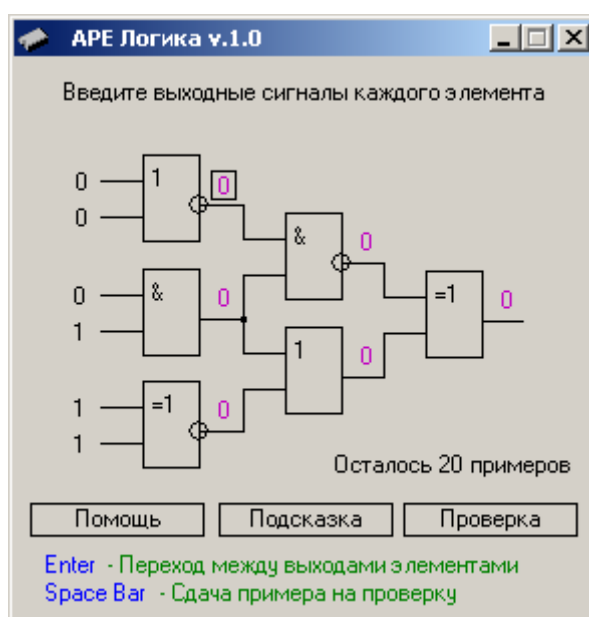 APE Логика v.1.0
Введите выходные сигналы каждого элемента
0 1 0
0
& 0
0 & 0 =1 0
1
1 0
1 =1 0
1
Осталось 20 примеров
Помощь Подсказка Проверка
Enter - Переход между выходами элементами
Space Bar - Сдача примера на проверку